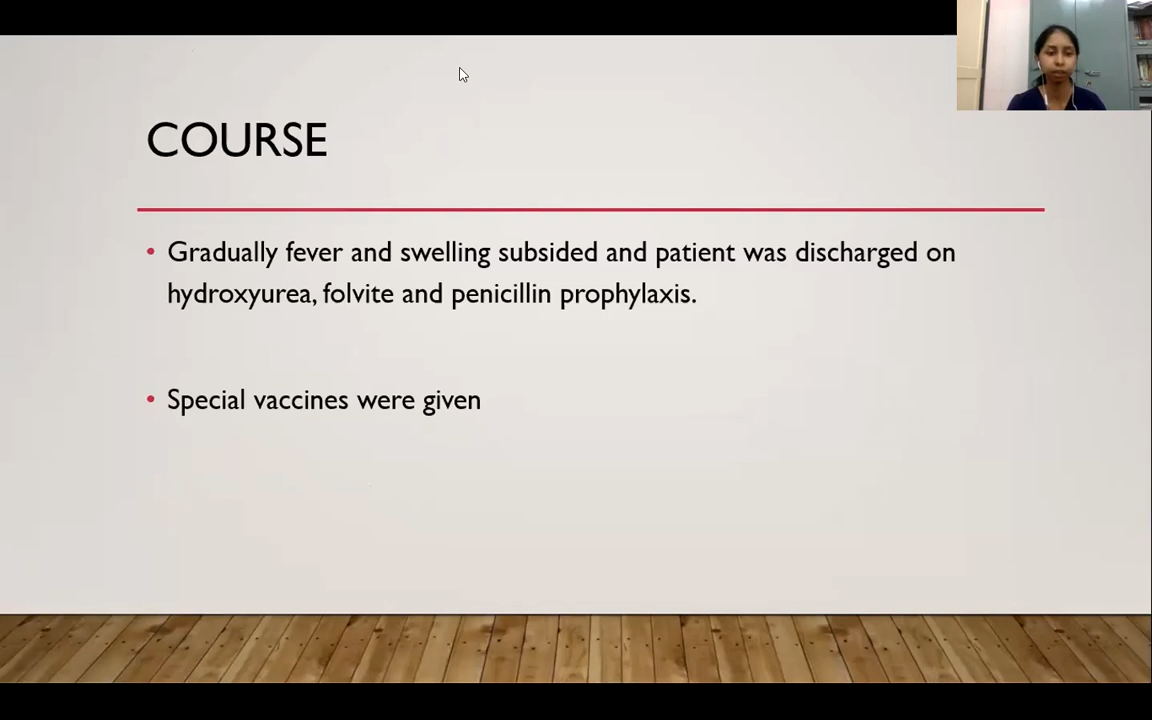 COURSE
• Gradually fever and swelling subsided and patient was discharged on
hydroxyurea, folvite and penicillin prophylaxis.
• Special vaccines were given